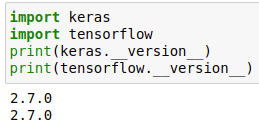 import keras
import tensorflow
print(keras.__version__)
print(tensorflow.__version__)
2.7.0
2.7.0